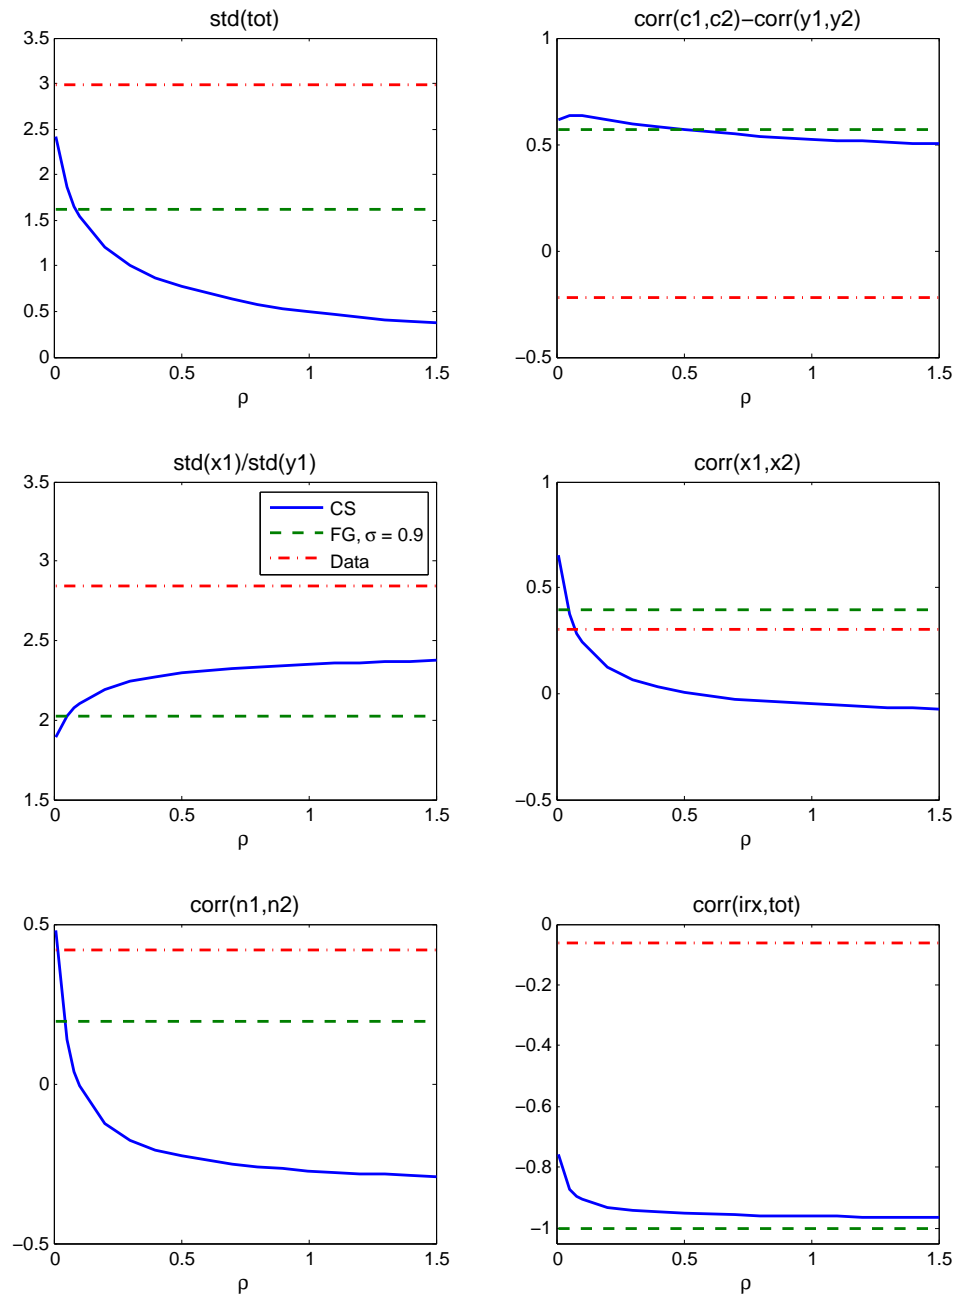 std(tot)
3.5
3
2.5
2
1.5
1
0.5
0
0 0.5 1 1.5
ρ
corr(c1,c2)−corr(y1,y2)
1
0.5
0
−0.5
0 0.5 1 1.5
ρ
std(x1)/std(y1)
3.5
3
2.5
2
1.5
0 0.5 1 1.5
ρ
CS
FG, σ = 0.9
Data
corr(x1,x2)
1
0.5
0
−0.5
0 0.5 1 1.5
ρ
corr(n1,n2)
0.5
0
−0.5
0 0.5 1 1.5
ρ
corr(irx,tot)
0
−0.2
−0.4
−0.6
−0.8
−1
0 0.5 1 1.5
ρ